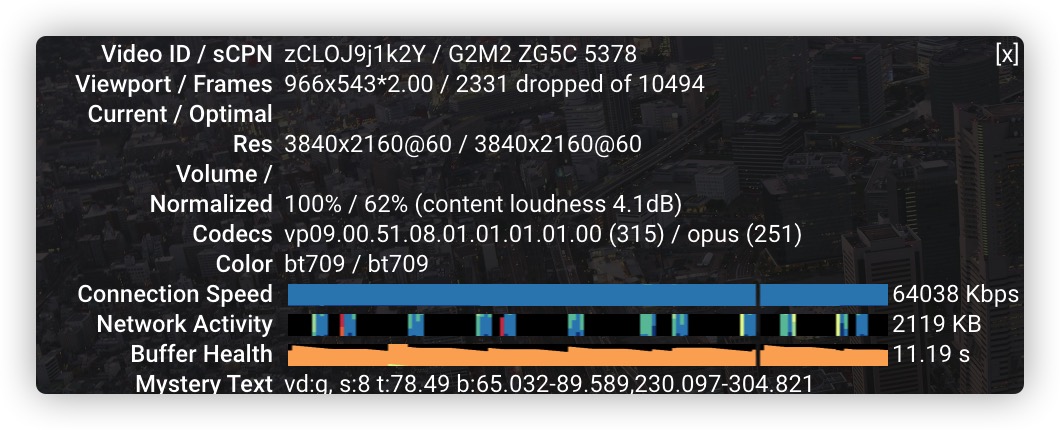 Video ID / sCPN zCLOJ9j1k2Y / G2M2 ZG5C 5378 [x]
Viewport / Frames 966x543*2.00 / 2331 dropped of 10494
Current / Optimal
Res 3840x2160@60 / 3840x2160@60
Volume /
Normalized 100% / 62% (content loudness 4.1dB)
Codecs vp09.00.51.08.01.01.01.01.00 (315) / opus (251)
Color bt709 / bt709
Connection Speed 64038 Kbps
Network Activity 2119 KB
Buffer Health 11.19 s
Mystery Text vd:q, s:8 t:78.49 b:65.032-89.589,230.097-304.821